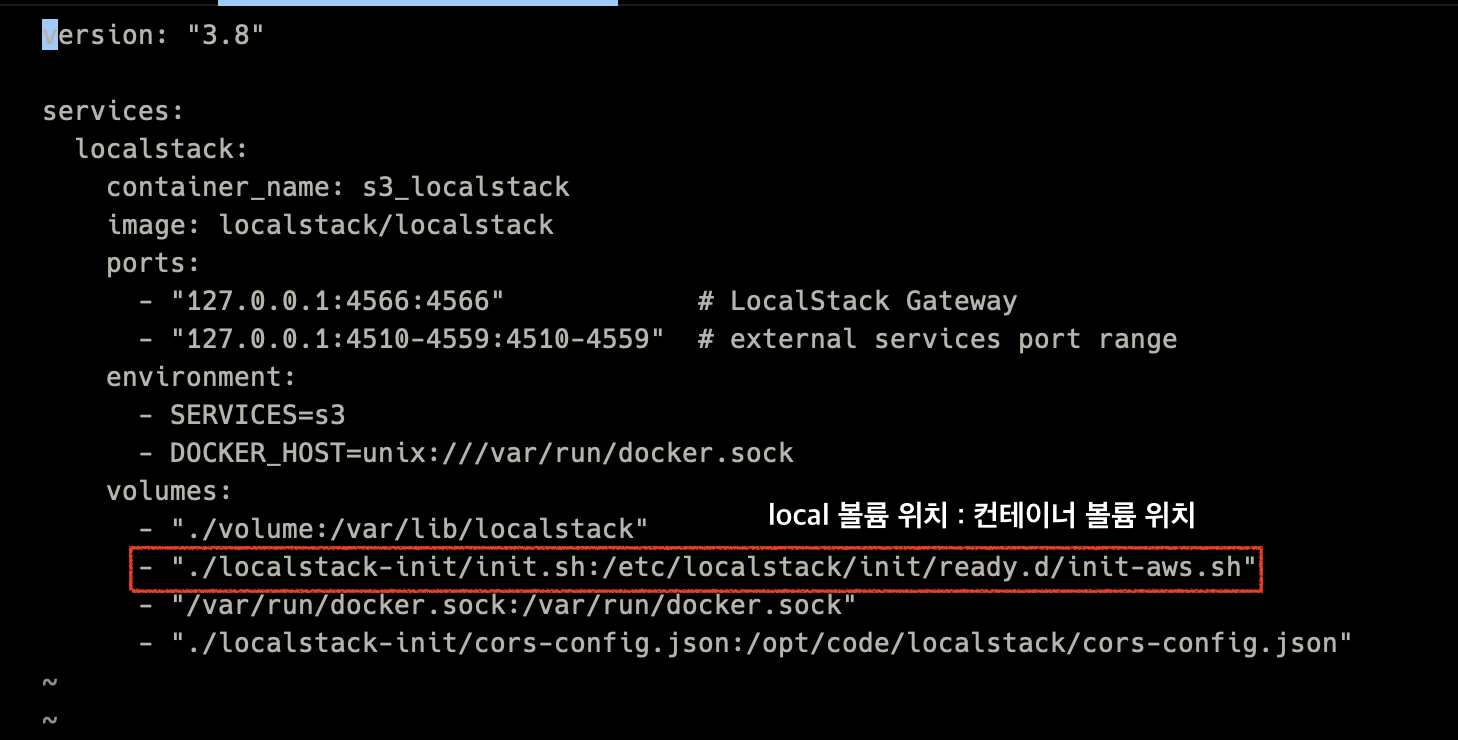 version: "3.8"
services:
localstack:
container_name: s3_localstack
image: localstack/localstack
ports:
- "127.0.0.1:4566:4566"            # LocalStack Gateway
- "127.0.0.1:4510-4559:4510-4559"  # external services port range
environment:
- SERVICES=s3
- DOCKER_HOST=unix:///var/run/docker.sock
volumes:
local 볼륨 위치 : 컨테이너 볼륨 위치
- "./volume:/var/lib/localstack"
- "./localstack-init/init.sh:/etc/localstack/init/ready.d/init-aws.sh"
- "/var/run/docker.sock:/var/run/docker.sock"
- "./localstack-init/cors-config.json:/opt/code/localstack/cors-config.json"
~
~